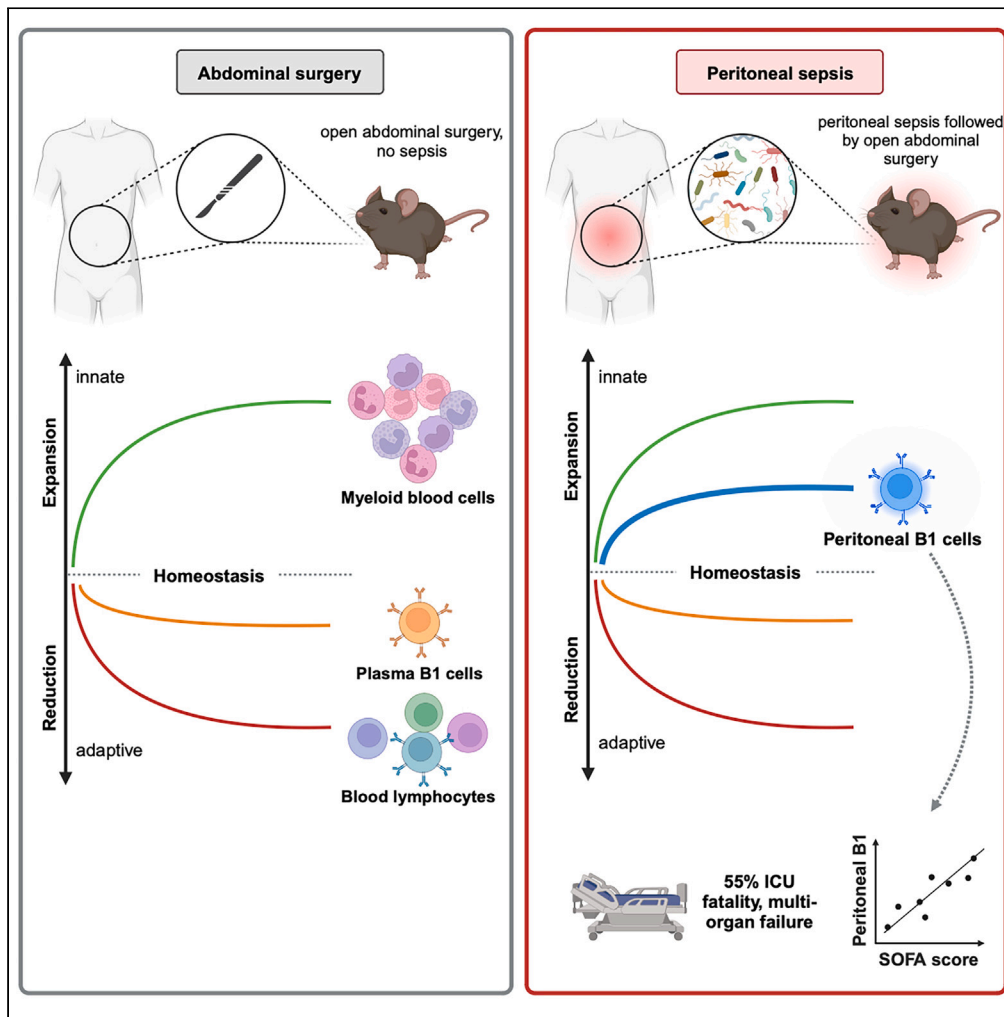 Abdominal surgery
open abdominal surgery,
no sepsis
innate
Expansion
Myeloid blood cells
Homeostasis
Plasma B1 cells
Reduction
adaptive
Blood lymphocytes
Peritoneal sepsis
peritoneal sepsis followed
by open abdominal
surgery
innate
Expansion
Peritoneal B1 cells
Homeostasis
Reduction
adaptive
55% ICU
fatality, multi-
organ failure
Peritoneal B1
SOFA score